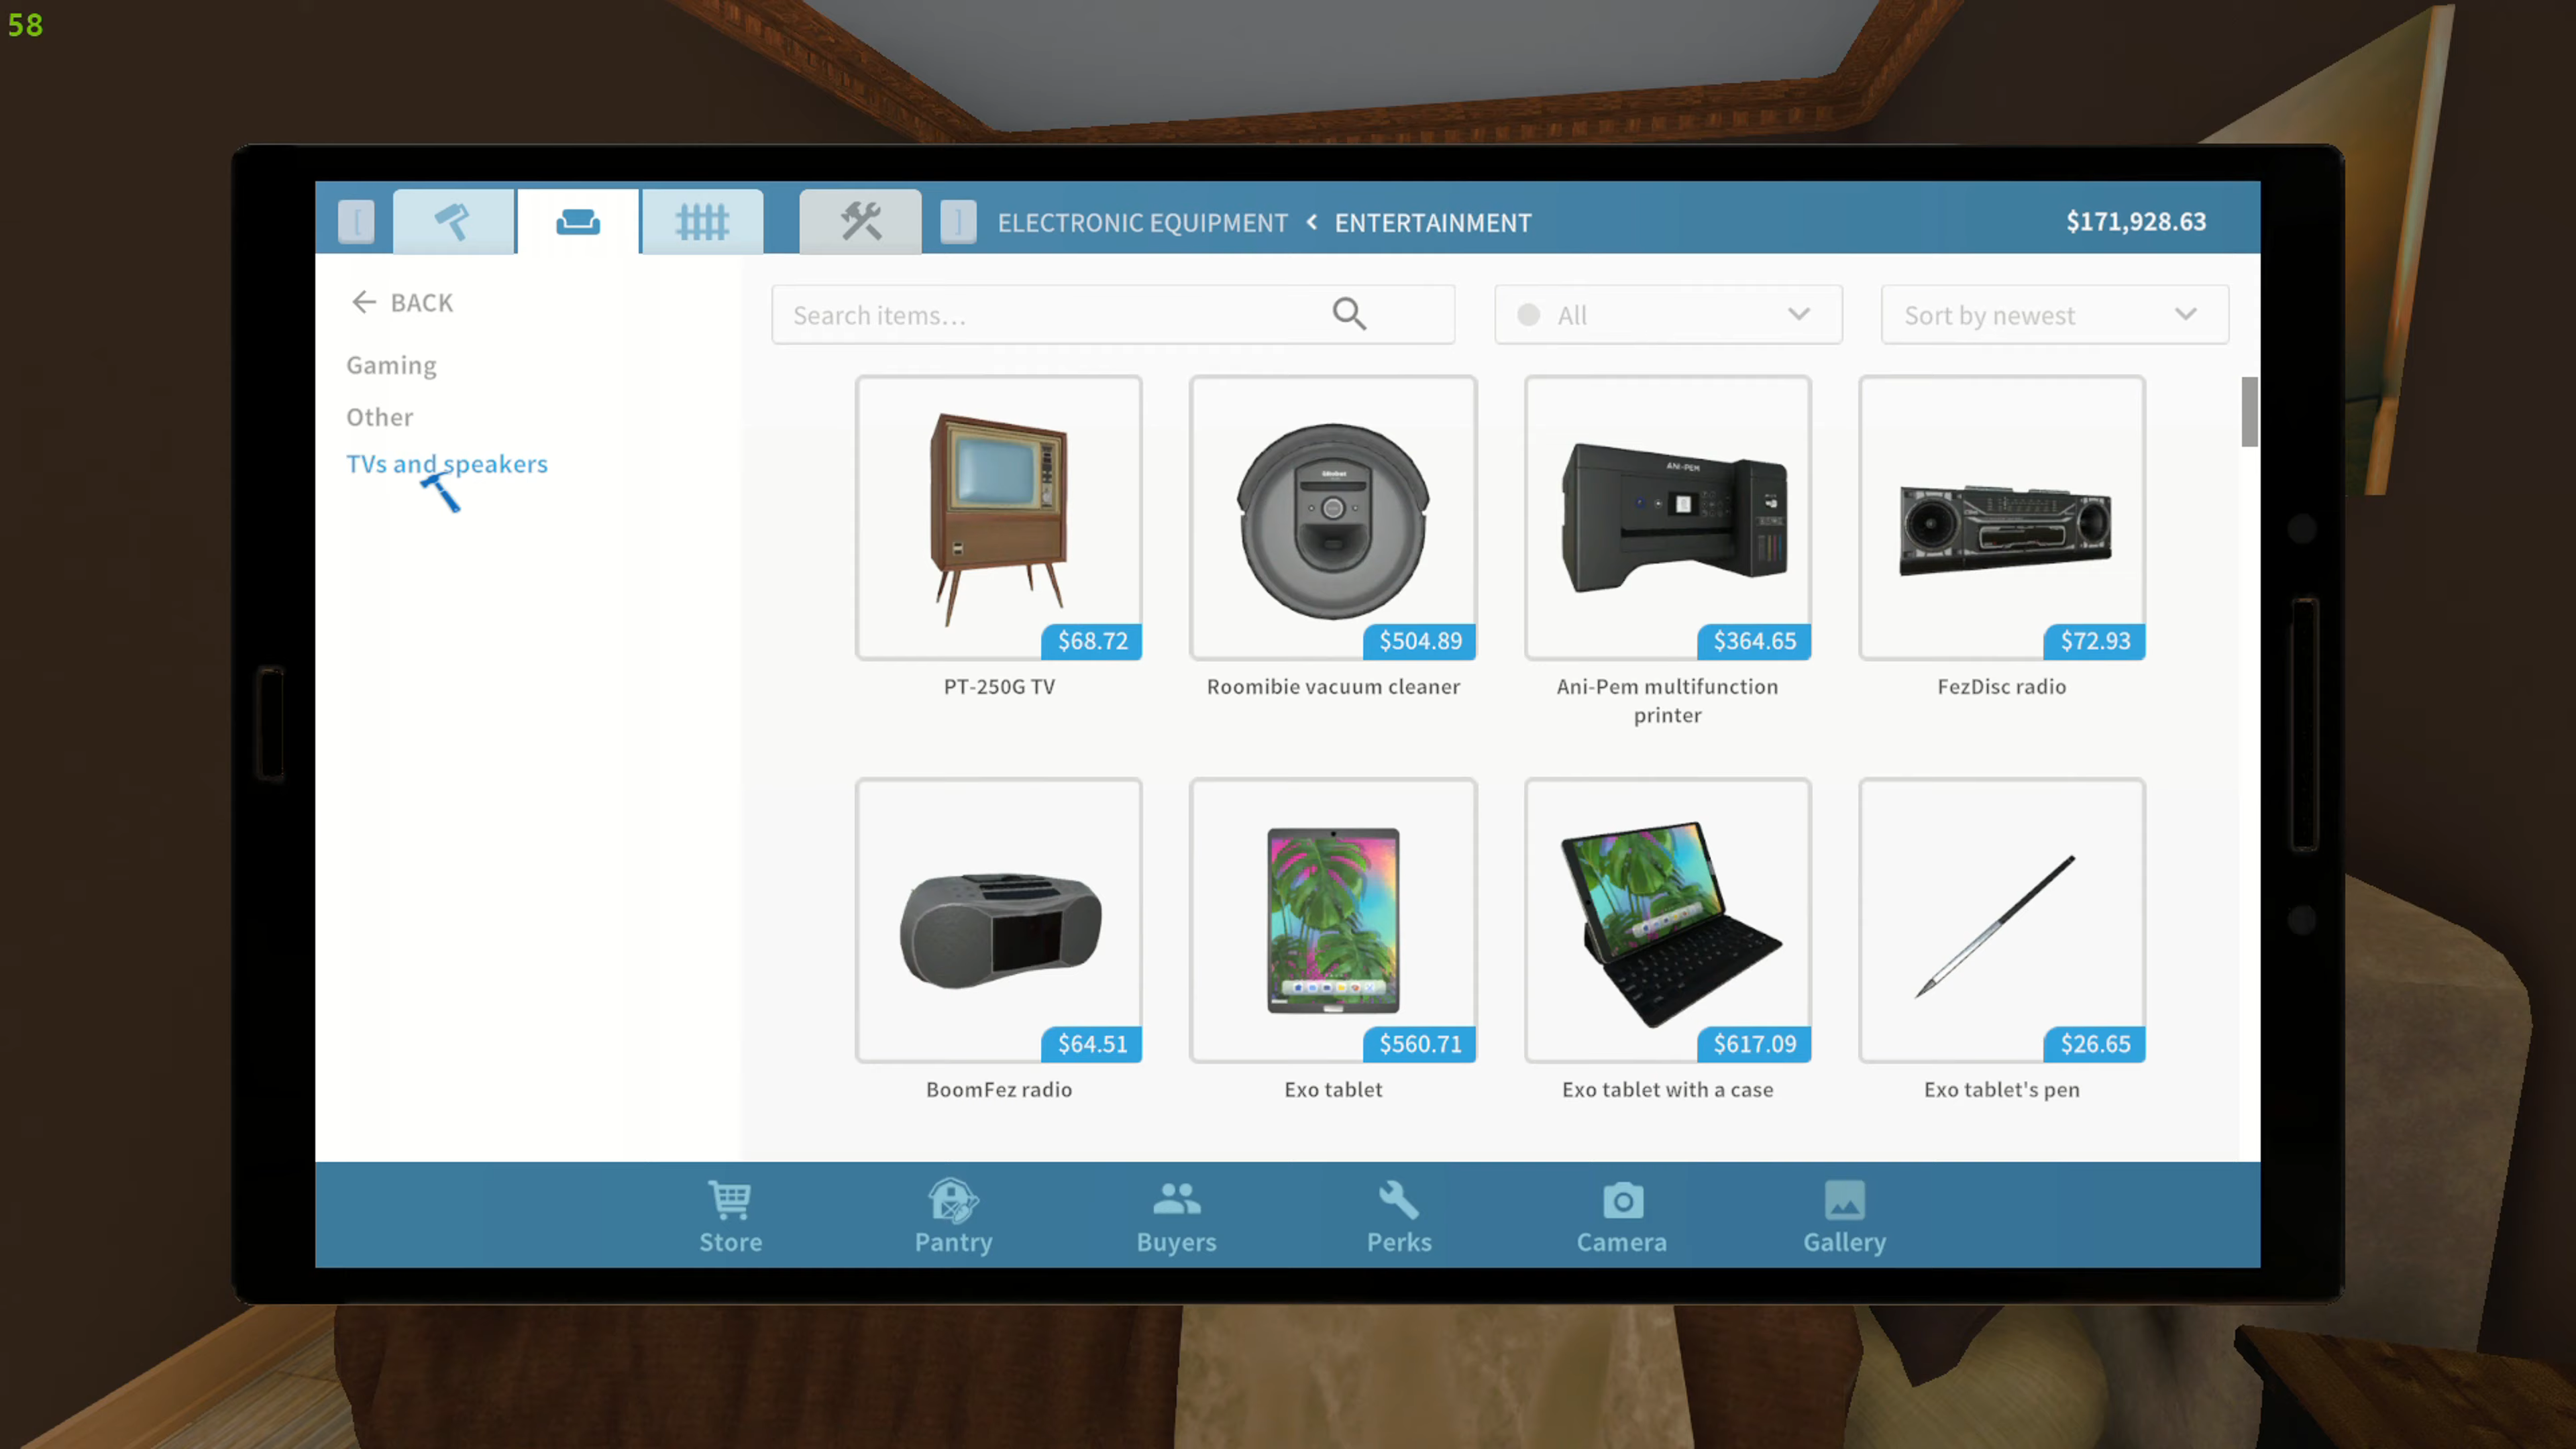 58
[
]
ELECTRONIC EQUIPMENT < ENTERTAINMENT
$171,928.63
BACK
Gaming
Other
TVs and speakers
Search items...
All
Sort by newest
$68.72
$504.89
ANI-PEM
$364.65
$72.93
PT-250G TV
Roomibie vacuum cleaner
Ani-Pem multifunction
printer
FezDisc radio
$64.51
$560.71
$617.09
$26.65
BoomFez radio
Exo tablet
Exo tablet with a case
Exo tablet's pen
Store
Pantry
Buyers
Perks
Camera
Gallery